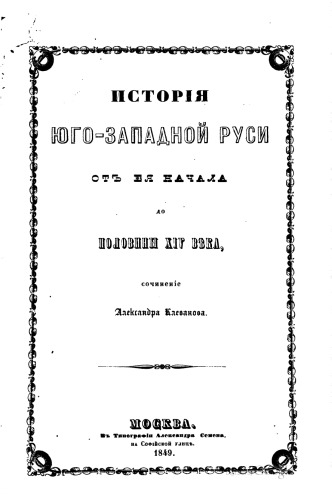 ИСТОРІЯ
ЮГО-ЗАПАДНОЙ РУСИ
ОТЪ ЕЯ НАЧАЛА
ДО
ПОЛОВИНЫ XIV ВѢКА,
СОЧИНЕНІЕ
Александра Клеванова.
МОСКВА.
Въ Типографіи Александра Семена,
на Софійской улицѣ.
1849.